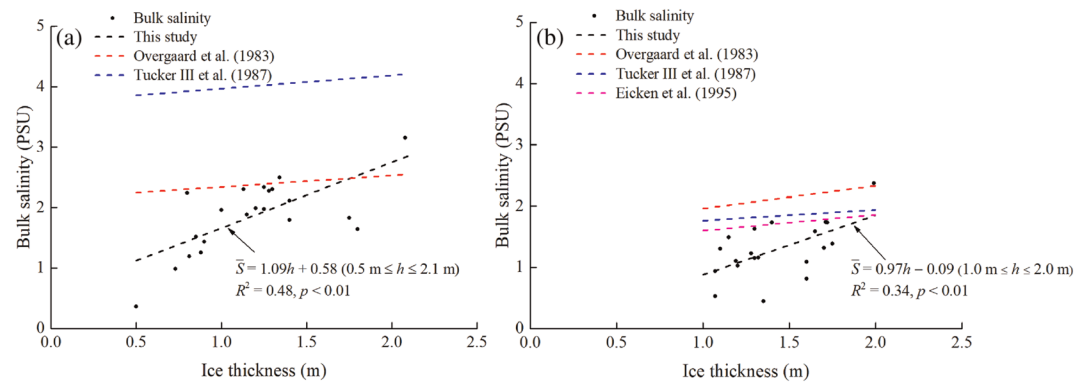 (a)
Bulk salinity
This study
Overgaard et al. (1983)
Tucker III et al. (1987)
Bulk salinity (PSU)
5
4
3
2
1
0
S̅ = 1.09h + 0.58 (0.5 m ≤ h ≤ 2.1 m)
R² = 0.48, p < 0.01
0.0 0.5 1.0 1.5 2.0 2.5
Ice thickness (m)
(b)
Bulk salinity
This study
Overgaard et al. (1983)
Tucker III et al. (1987)
Eicken et al. (1995)
Bulk salinity (PSU)
5
4
3
2
1
0
S̅ = 0.97h − 0.09 (1.0 m ≤ h ≤ 2.0 m)
R² = 0.34, p < 0.01
0.0 0.5 1.0 1.5 2.0 2.5
Ice thickness (m)